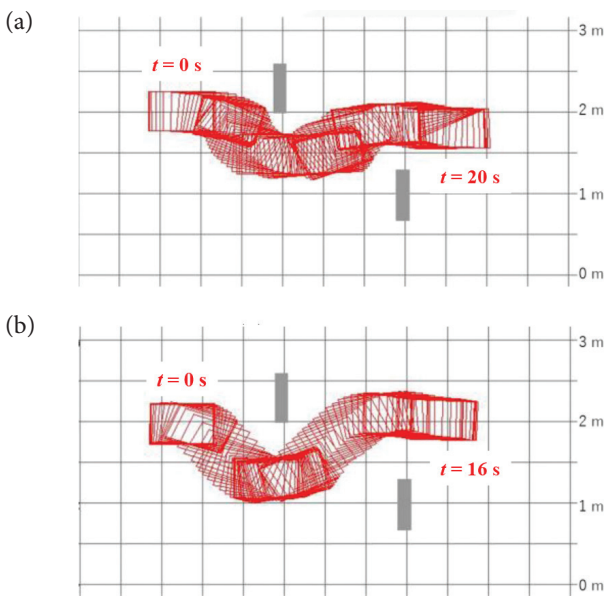 (a)
3 m
t = 0 s
2 m
t = 20 s
1 m
0 m
(b)
3 m
t = 0 s
2 m
t = 16 s
1 m
0 m